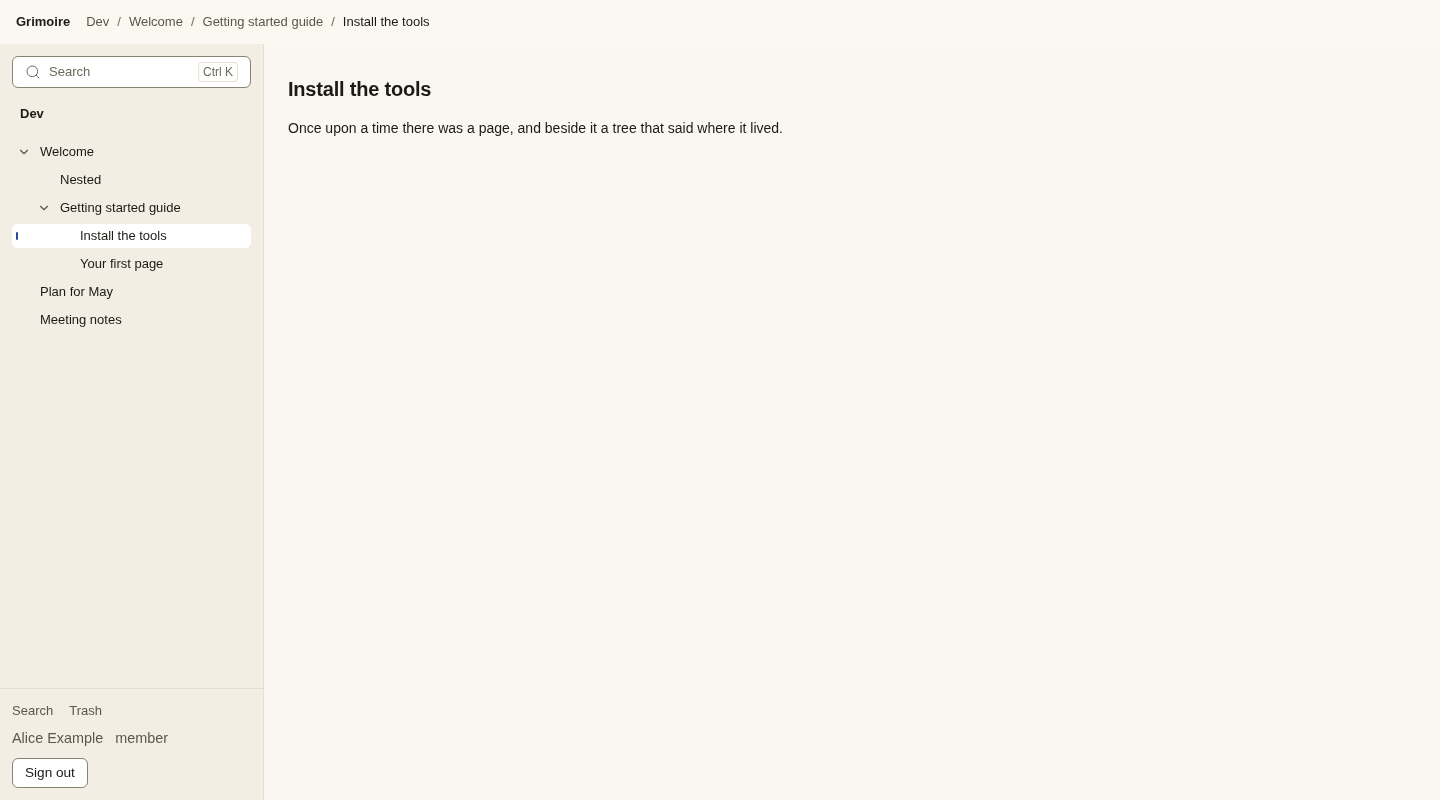 Grimoire Dev / Welcome / Getting started guide / Install the tools
Search Ctrl K
Dev
Welcome
Nested
Getting started guide
Install the tools
Your first page
Plan for May
Meeting notes
Search Trash
Alice Example member
Sign out
Install the tools
Once upon a time there was a page, and beside it a tree that said where it lived.